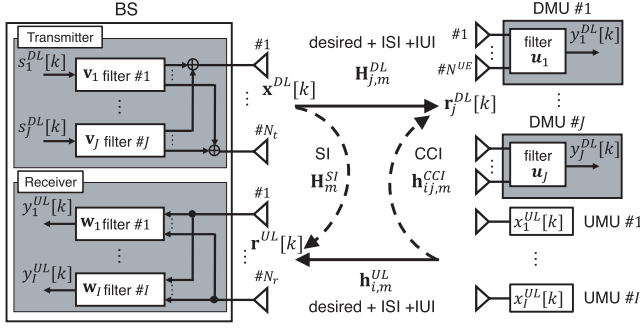 BS
Transmitter
s_1^{DL}[k]
v_1 filter #1
⋮
s_J^{DL}[k]
v_J filter #J
#1
⋮
x^{DL}[k]
#N_t
Receiver
y_1^{UL}[k]
w_1 filter #1
⋮
y_I^{UL}[k]
w_I filter #I
#1
⋮
r^{UL}[k]
#N_r
desired + ISI +IUI
H_{j,m}^{DL}
r_j^{DL}[k]
SI
H_m^{SI}
CCI
h_{ij,m}^{CCI}
h_{i,m}^{UL}
desired + ISI +IUI
DMU #1
#1
⋮
#N^{UE}
filter
u_1
y_1^{DL}[k]
⋮
DMU #J
filter
u_J
y_J^{DL}[k]
x_1^{UL}[k]
UMU #1
⋮
x_I^{UL}[k]
UMU #I